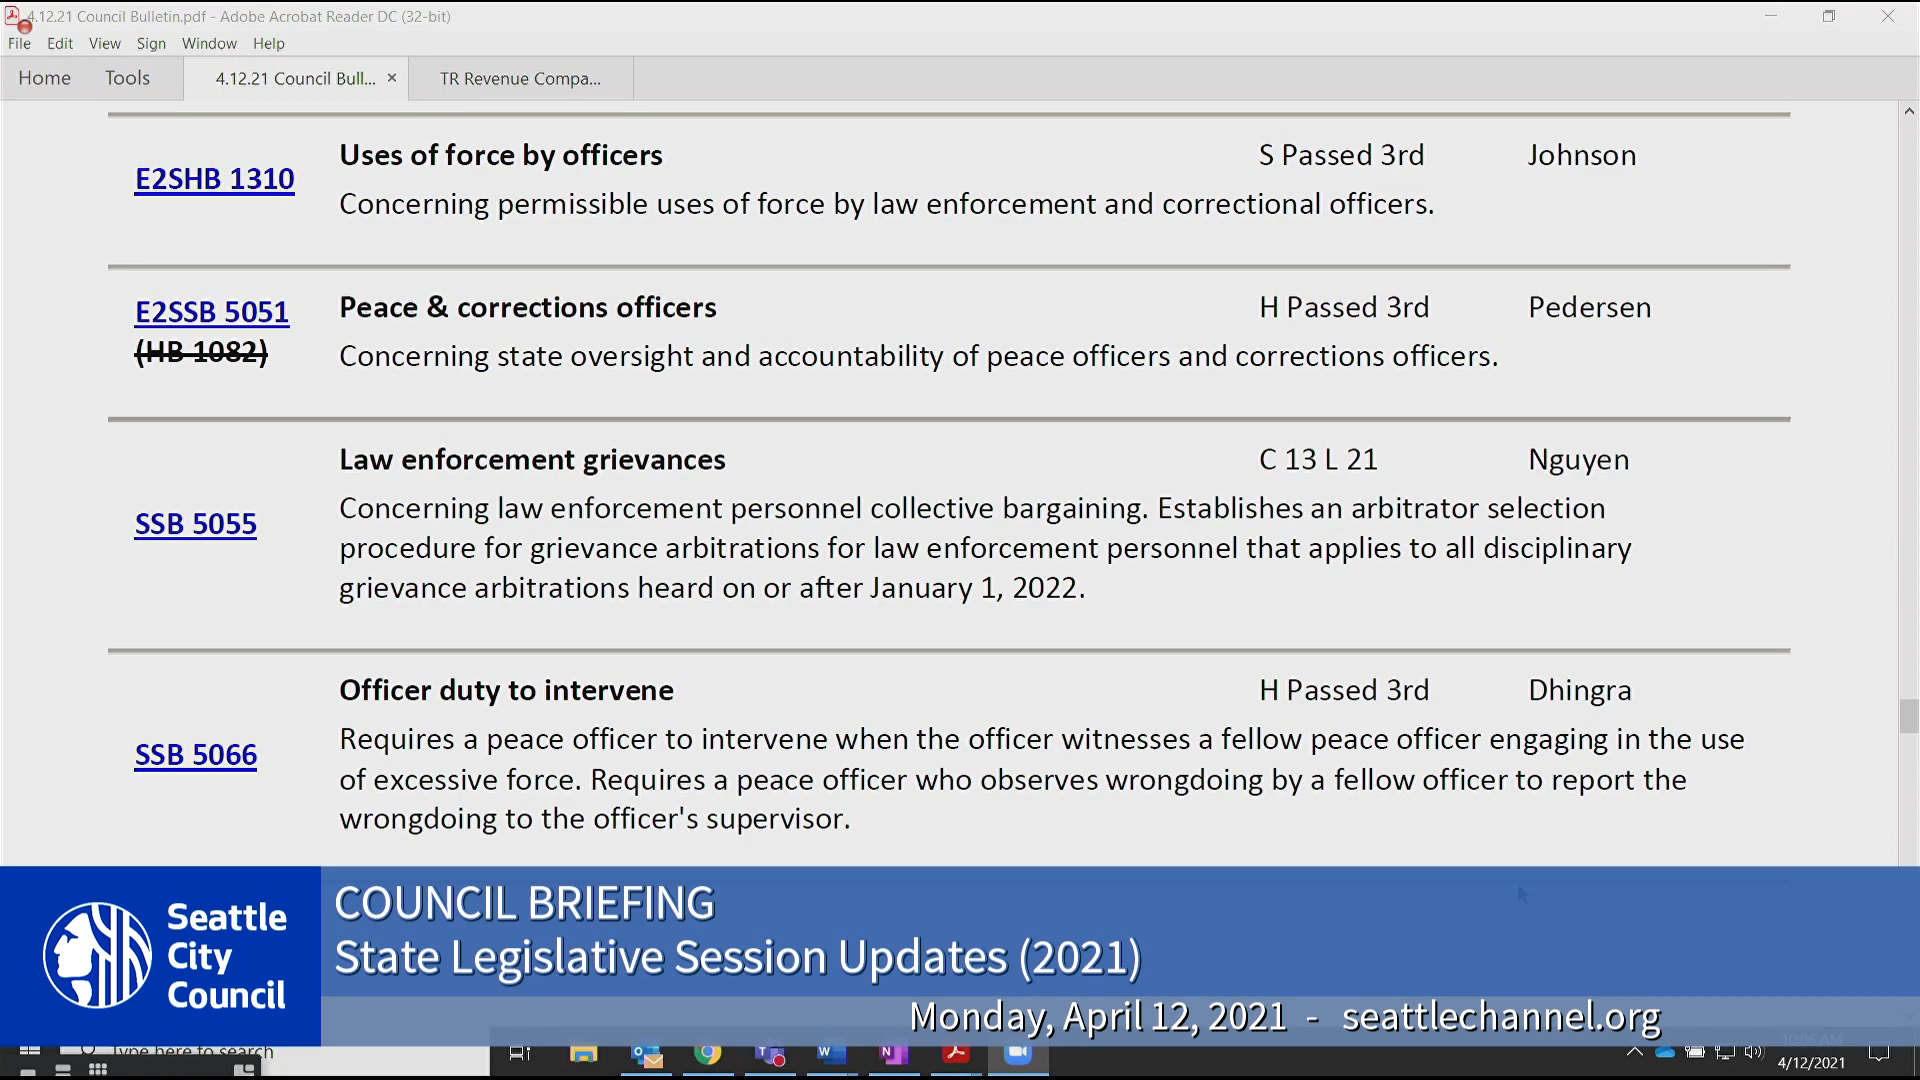 4.12.21 Council Bulletin.pdf - Adobe Acrobat Reader DC (32-bit)
File Edit View Sign Window Help
Home Tools 4.12.21 Council Bull... × TR Revenue Compa...
Uses of force by officers S Passed 3rd Johnson
E2SHB 1310
Concerning permissible uses of force by law enforcement and correctional officers.
E2SSB 5051 Peace & corrections officers H Passed 3rd Pedersen
(HB 1082) Concerning state oversight and accountability of peace officers and corrections officers.
Law enforcement grievances C 13 L 21 Nguyen
Concerning law enforcement personnel collective bargaining. Establishes an arbitrator selection
SSB 5055
procedure for grievance arbitrations for law enforcement personnel that applies to all disciplinary
grievance arbitrations heard on or after January 1, 2022.
Officer duty to intervene H Passed 3rd Dhingra
Requires a peace officer to intervene when the officer witnesses a fellow peace officer engaging in the use
SSB 5066
of excessive force. Requires a peace officer who observes wrongdoing by a fellow officer to report the
wrongdoing to the officer's supervisor.
Seattle
City
Council
COUNCIL BRIEFING
State Legislative Session Updates (2021)
Monday, April 12, 2021 - seattlechannel.org
Type here to search
10:06 AM
4/12/2021